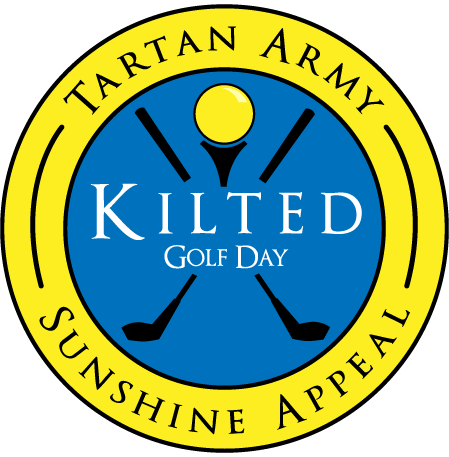 TARTAN ARMY
KILTED
GOLF DAY
SUNSHINE APPEAL